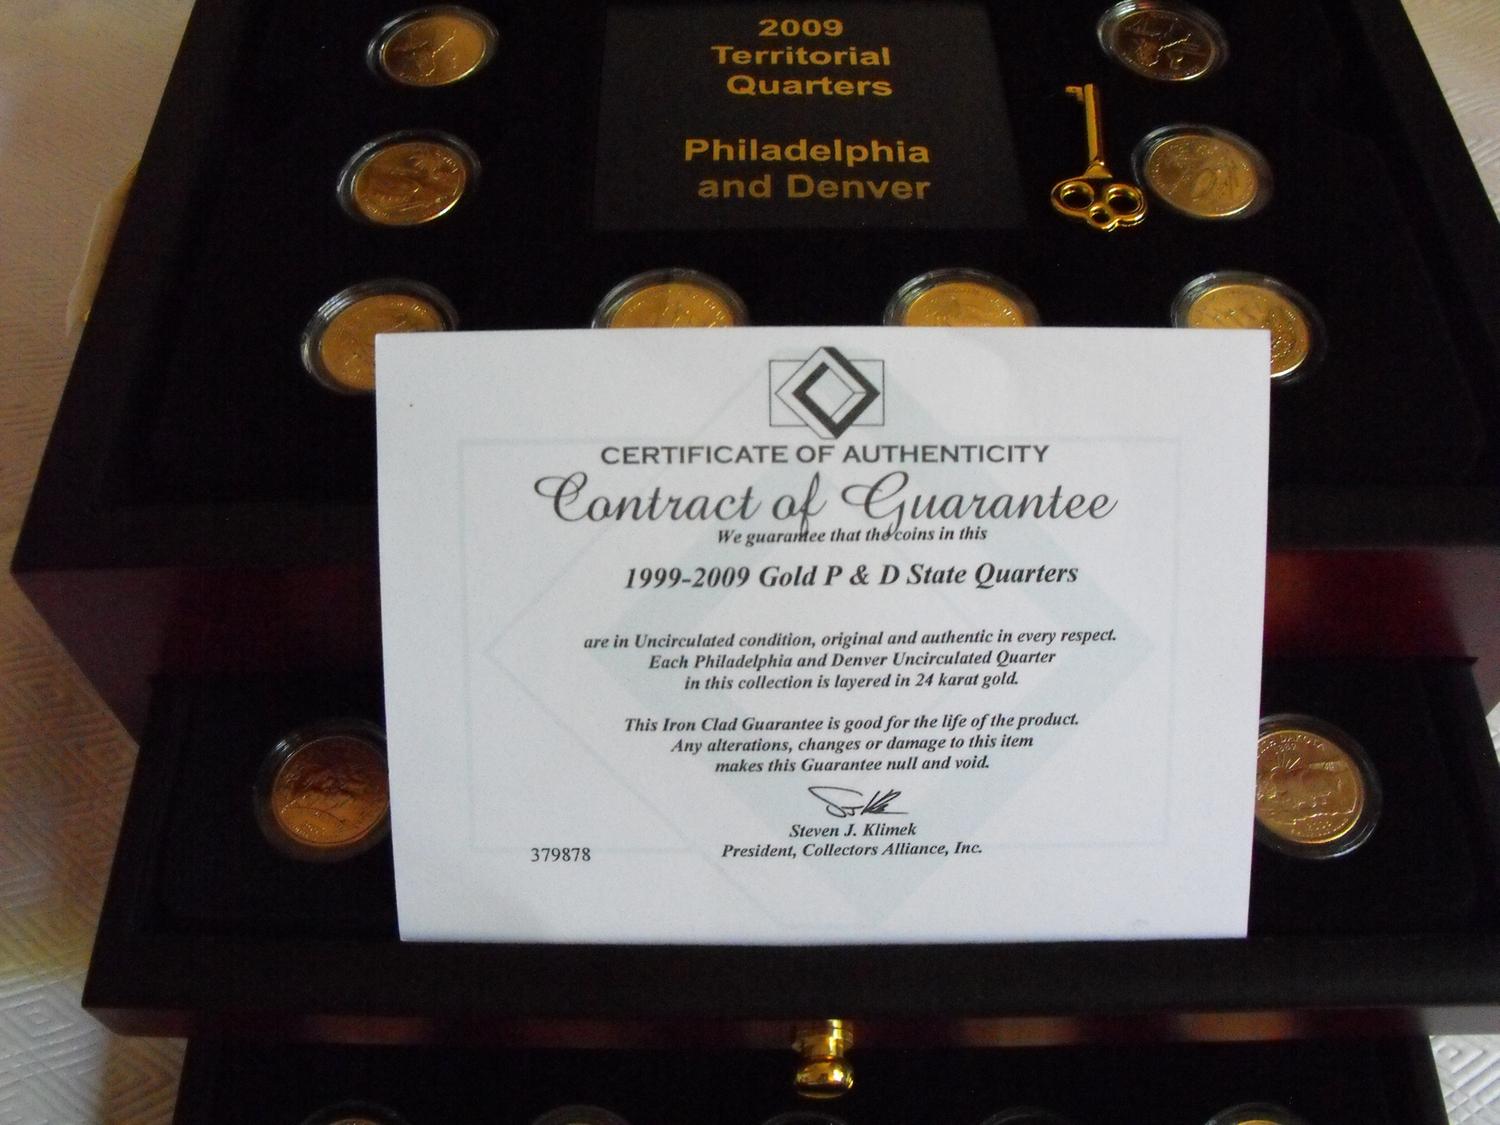 2009
Territorial
Quarters
Philadelphia
and Denver
CERTIFICATE OF AUTHENTICITY
Contract of Guarantee
We guarantee that the coins in this
1999-2009 Gold P & D State Quarters
are in Uncirculated condition, original and authentic in every respect.
Each Philadelphia and Denver Uncirculated Quarter
in this collection is layered in 24 karat gold.
This Iron Clad Guarantee is good for the life of the product.
Any alterations, changes or damage to this item
makes this Guarantee null and void.
Steven J. Klimek
379878
President, Collectors Alliance, Inc.